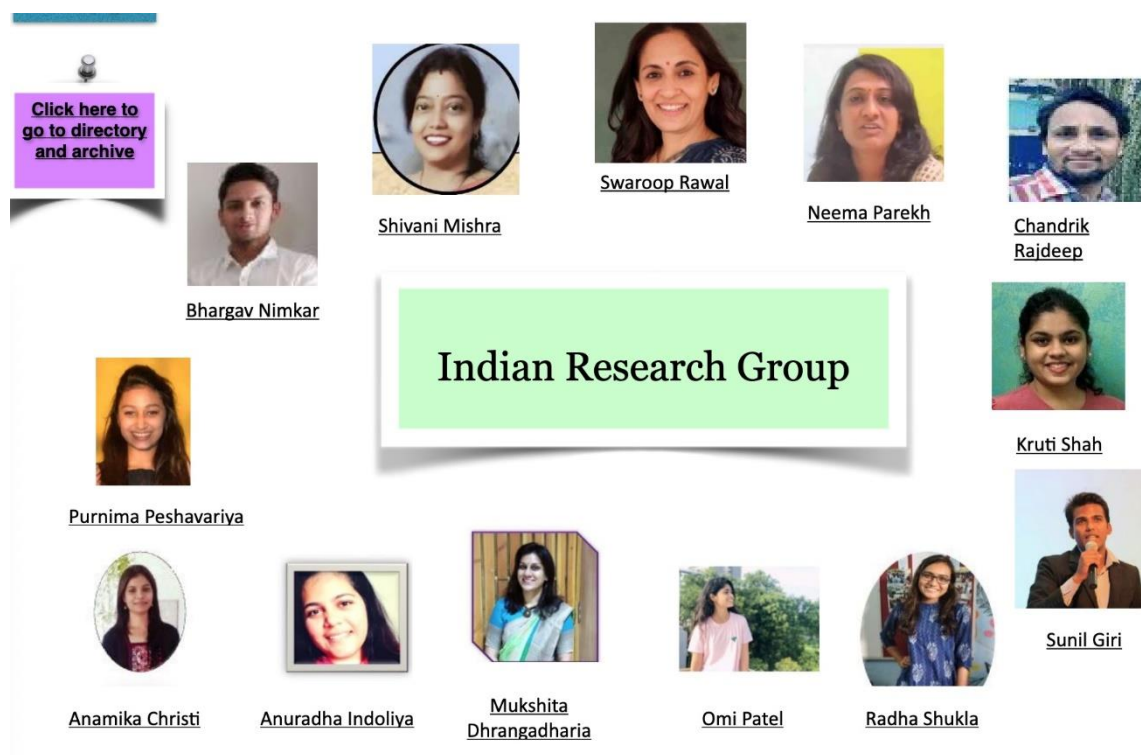 Click here to
go to directory
and archive
Shivani Mishra
Swaroop Rawal
Neema Parekh
Chandrik
Rajdeep
Bhargav Nimkar
Indian Research Group
Kruti Shah
Purnima Peshavariya
Sunil Giri
Anamika Christi
Anuradha Indoliya
Mukshita
Dhrangadharia
Omi Patel
Radha Shukla